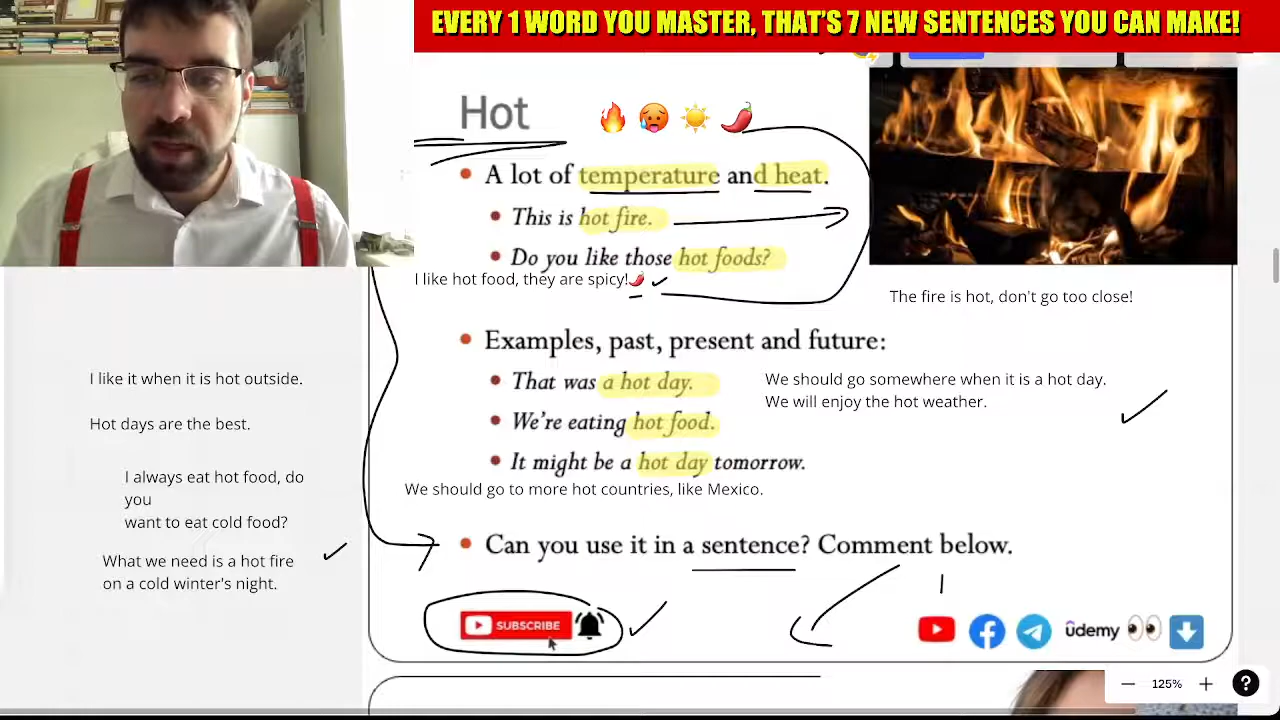 EVERY 1 WORD YOU MASTER, THAT'S 7 NEW SENTENCES YOU CAN MAKE!
Hot
A lot of temperature and heat.
This is hot fire.
Do you like those hot foods?
I like hot food, they are spicy!
The fire is hot, don't go too close!
Examples, past, present and future:
That was a hot day.
We're eating hot food.
It might be a hot day tomorrow.
We should go somewhere when it is a hot day.
We will enjoy the hot weather.
We should go to more hot countries, like Mexico.
I like it when it is hot outside.
Hot days are the best.
I always eat hot food, do
you
want to eat cold food?
What we need is a hot fire
on a cold winter's night.
Can you use it in a sentence? Comment below.
SUBSCRIBE
ûdemy
125%